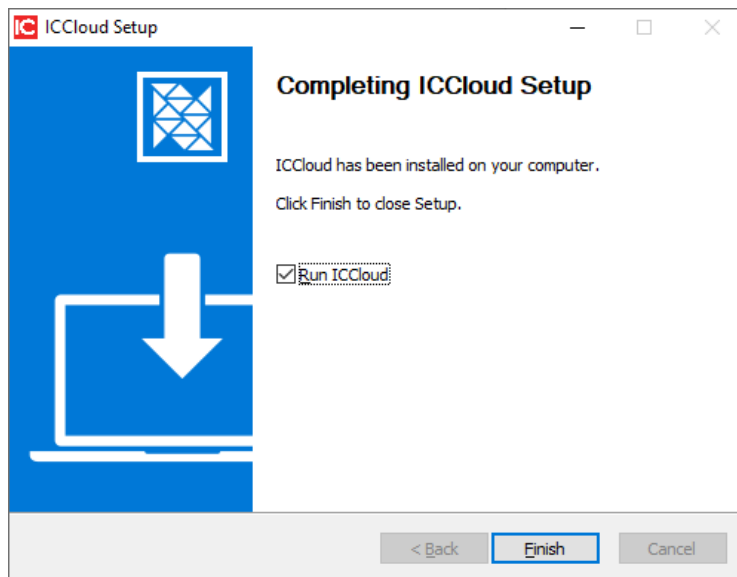 IC ICCloud Setup
Completing ICCloud Setup
ICCloud has been installed on your computer.
Click Finish to close Setup.
Run ICCloud
< Back Finish Cancel